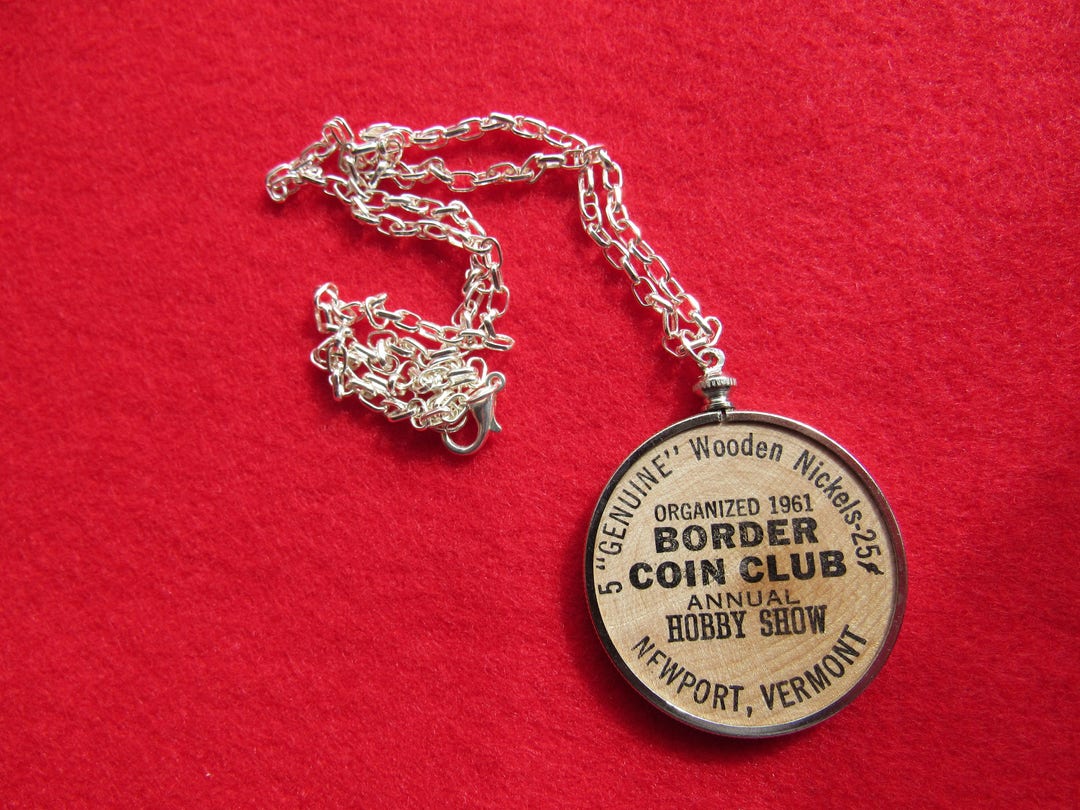 5 "GENUINE" Wooden Nickels-25¢
ORGANIZED 1961
BORDER
COIN CLUB
ANNUAL
HOBBY SHOW
NEWPORT, VERMONT